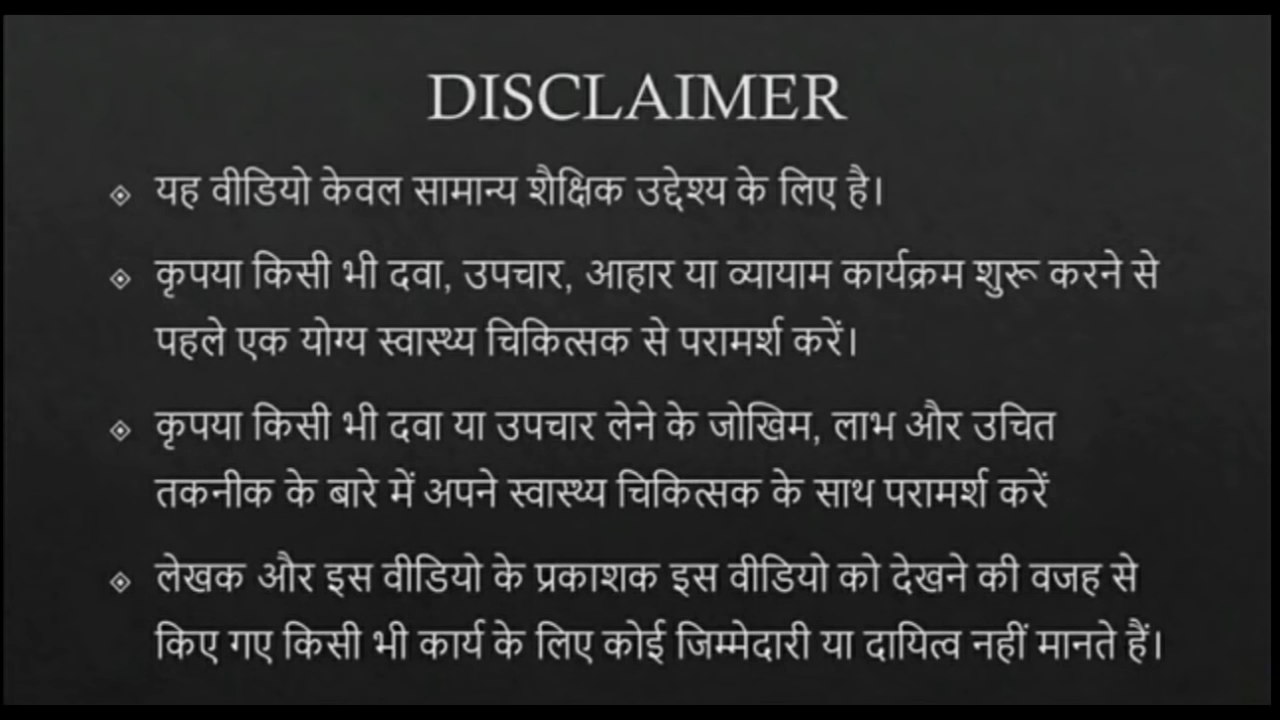 DISCLAIMER
यह वीडियो केवल सामान्य शैक्षिक उद्देश्य के लिए है।
कृपया किसी भी दवा, उपचार, आहार या व्यायाम कार्यक्रम शुरू करने से
पहले एक योग्य स्वास्थ्य चिकित्सक से परामर्श करें।
कृपया किसी भी दवा या उपचार लेने के जोखिम, लाभ और उचित
तकनीक के बारे में अपने स्वास्थ्य चिकित्सक के साथ परामर्श करें
लेखक और इस वीडियो के प्रकाशक इस वीडियो को देखने की वजह से
किए गए किसी भी कार्य के लिए कोई जिम्मेदारी या दायित्व नहीं मानते हैं।